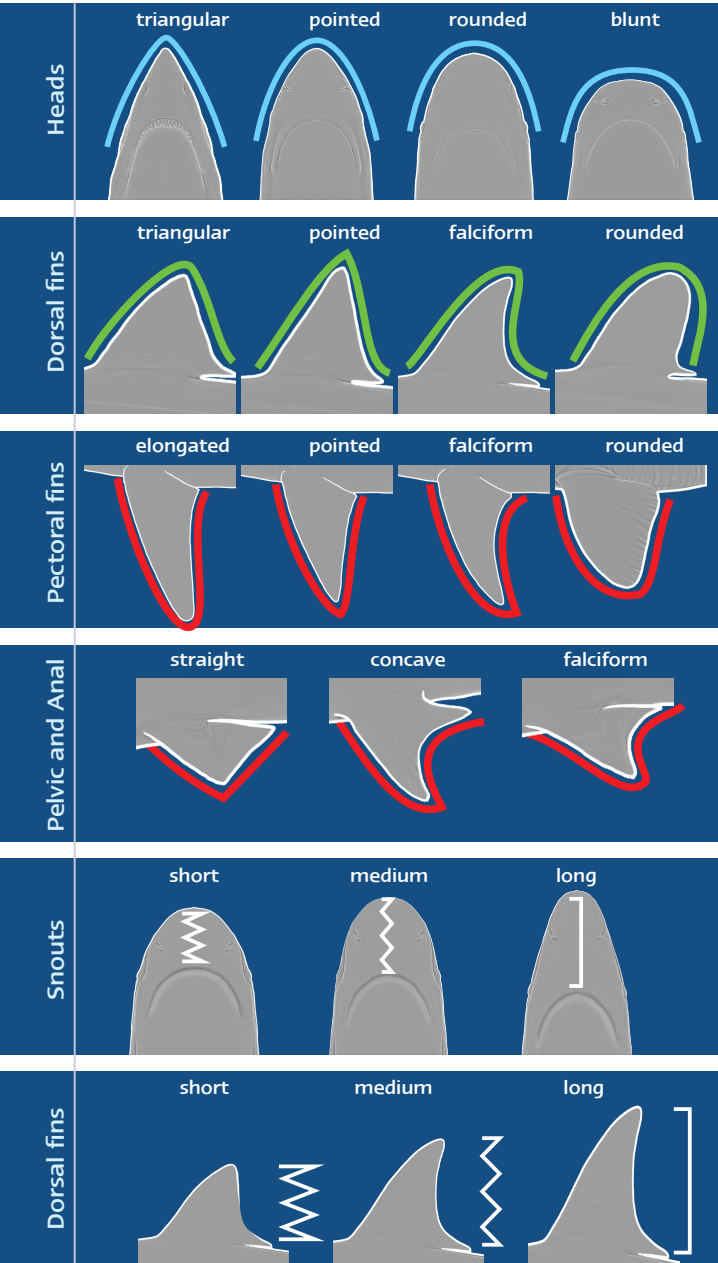 Heads
triangular pointed rounded blunt
Dorsal fins
triangular pointed falciform rounded
Pectoral fins
elongated pointed falciform rounded
Pelvic and Anal
straight concave falciform
Snouts
short medium long
Dorsal fins
short medium long